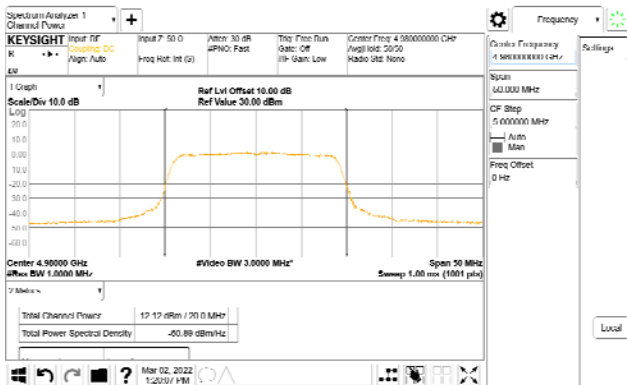 Spectrum Analyzer 1
Channel Power
KEYSIGHT Input: RF
Coupling: DC
Align: Auto
Input Z: 50 Ω
Freq Ref: Int (S)
Atten: 30 dB
#PNO: Fast
Trig: Free Run
Gate: Off
#IF Gain: Low
Center Freq: 4.980000000 GHz
Avg|Hold: 50/50
Radio Std: None
R
1 Graph
Scale/Div 10.0 dB
Ref Lvl Offset 10.00 dB
Ref Value 30.00 dBm
Log
20.0
10.0
0.00
10.0
-20.0
-30.0
-40.0
50.0
-60.0
Center 4.98000 GHz
#Res BW 1.0000 MHz
#Video BW 3.0000 MHz*
Span 50 MHz
Sweep 1.00 ms (1001 pts)
2 Metrics
Total Channel Power 12.12 dBm / 20.0 MHz
Total Power Spectral Density -60.89 dBm/Hz
?
Mar 02, 2022
1:20:07 PM
Frequency
Center Frequency
4.980000000 GHz
Span
50.000 MHz
CF Step
5.000000 MHz
Auto
Man
Freq Offset
0 Hz
Settings
Local